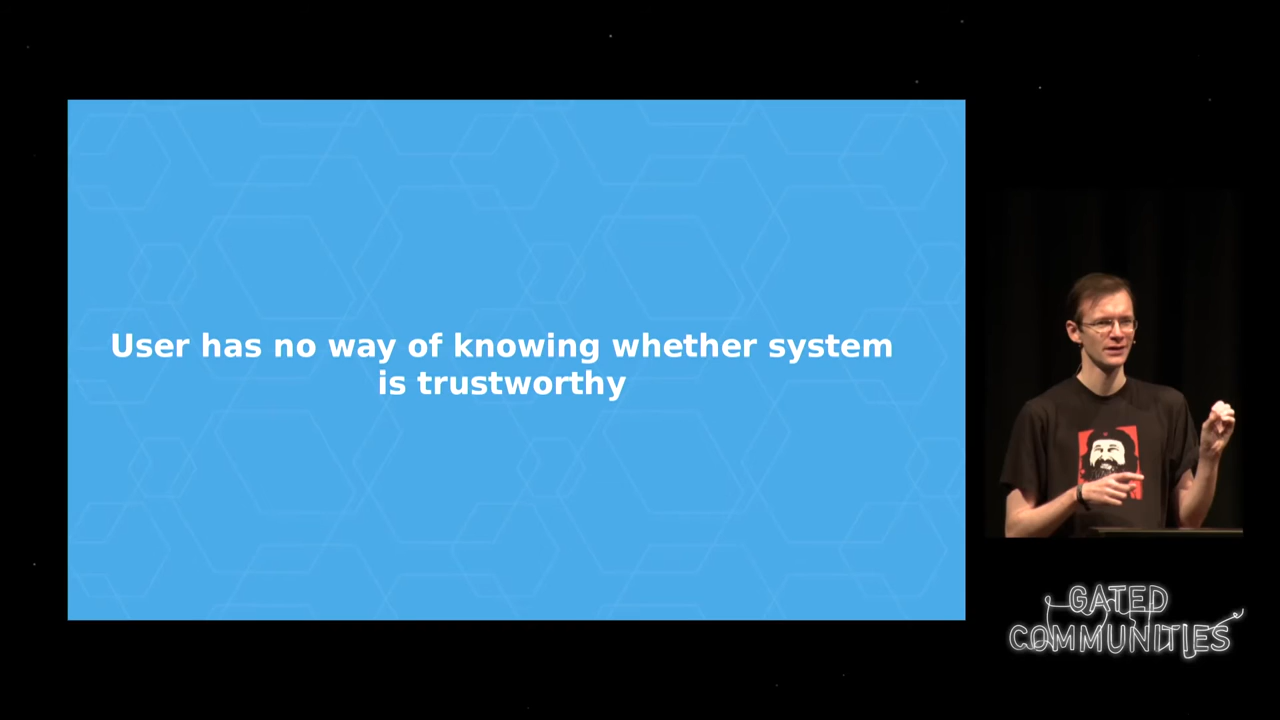 User has no way of knowing whether system
is trustworthy
GATED
COMMUNITIES